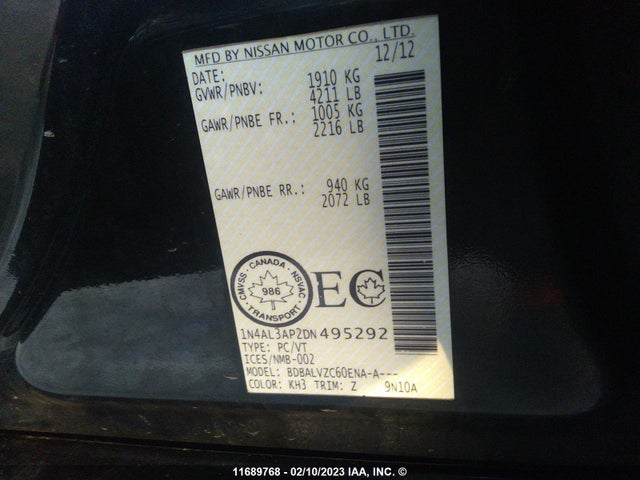 MFD BY NISSAN MOTOR CO., LTD.
DATE: 12/12
GVWR/PNBV: 1910 KG
4211 LB
GAWR/PNBE FR.: 1005 KG
2216 LB
GAWR/PNBE RR.: 940 KG
2072 LB
CANADA
CMVSS NSVAC
986
TRANSPORT
EC
1N4AL3AP2DN495292
TYPE: PC/VT
ICES/NMB-002
MODEL: BDBALVZC60ENA-A---
COLOR: KH3 TRIM: Z 9N10A
11689768 - 02/10/2023 IAA, INC. ©